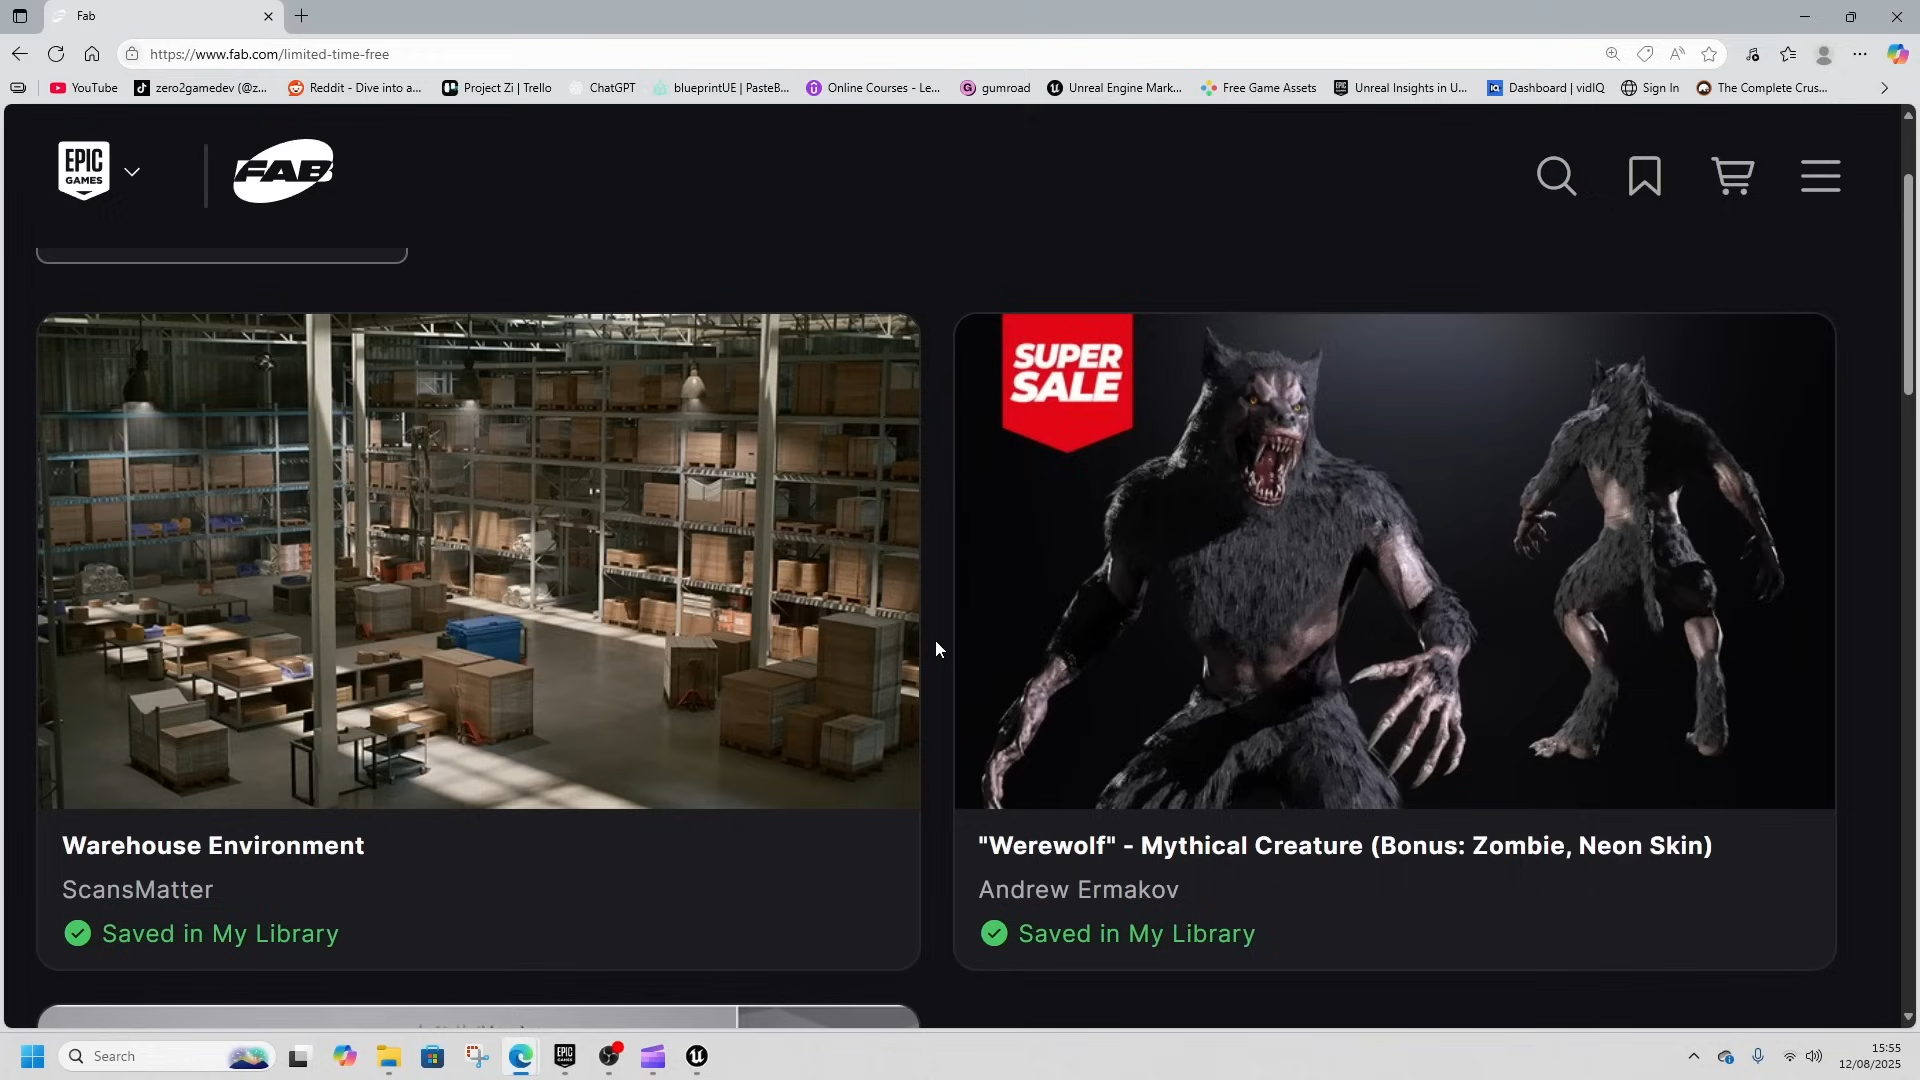 Fab
https://www.fab.com/limited-time-free
YouTube
zero2gamedev (@z...
Reddit - Dive into a...
Project Zi | Trello
ChatGPT
blueprintUE | PasteB...
Online Courses - Le...
gumroad
Unreal Engine Mark...
Free Game Assets
Unreal Insights in U...
Dashboard | vidIQ
Sign In
The Complete Crus...
EPIC
GAMES
FAB
SUPER
SALE
Warehouse Environment
ScansMatter
Saved in My Library
"Werewolf" - Mythical Creature (Bonus: Zombie, Neon Skin)
Andrew Ermakov
Saved in My Library
Search
15:55
12/08/2025